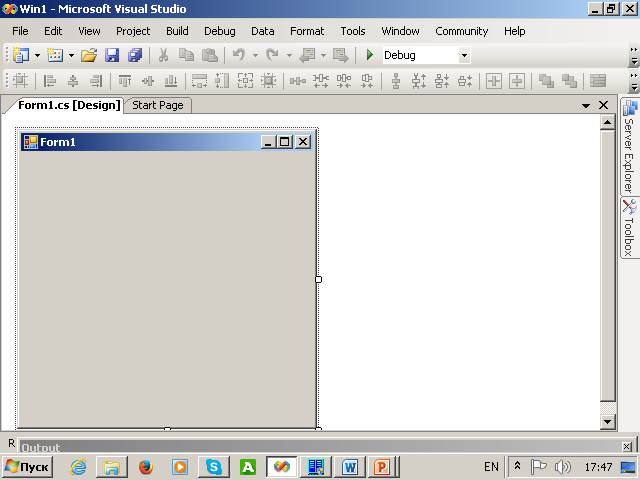 Win1 - Microsoft Visual Studio
File Edit View Project Build Debug Data Format Tools Window Community Help
Debug
Form1.cs [Design] Start Page
Form1
Server Explorer
Toolbox
R
Output
Пуск EN 17:47